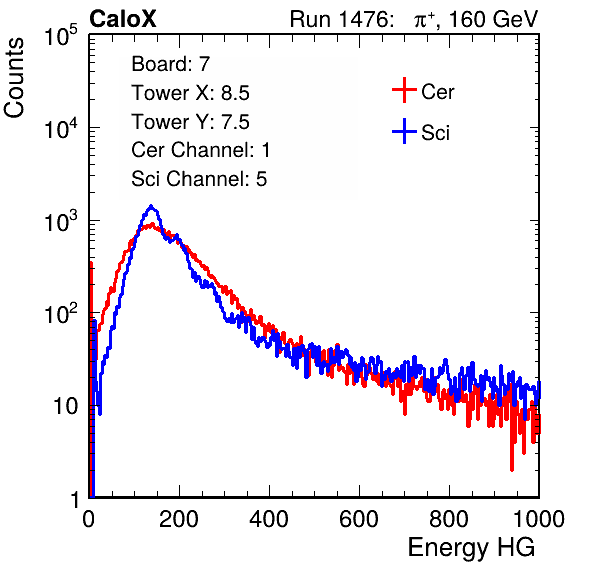 CaloX Run 1476: π⁺, 160 GeV
Counts
Board: 7
Tower X: 8.5
Tower Y: 7.5
Cer Channel: 1
Sci Channel: 5
Cer
Sci
10⁵
10⁴
10³
10²
10
1
0 200 400 600 800 1000
Energy HG